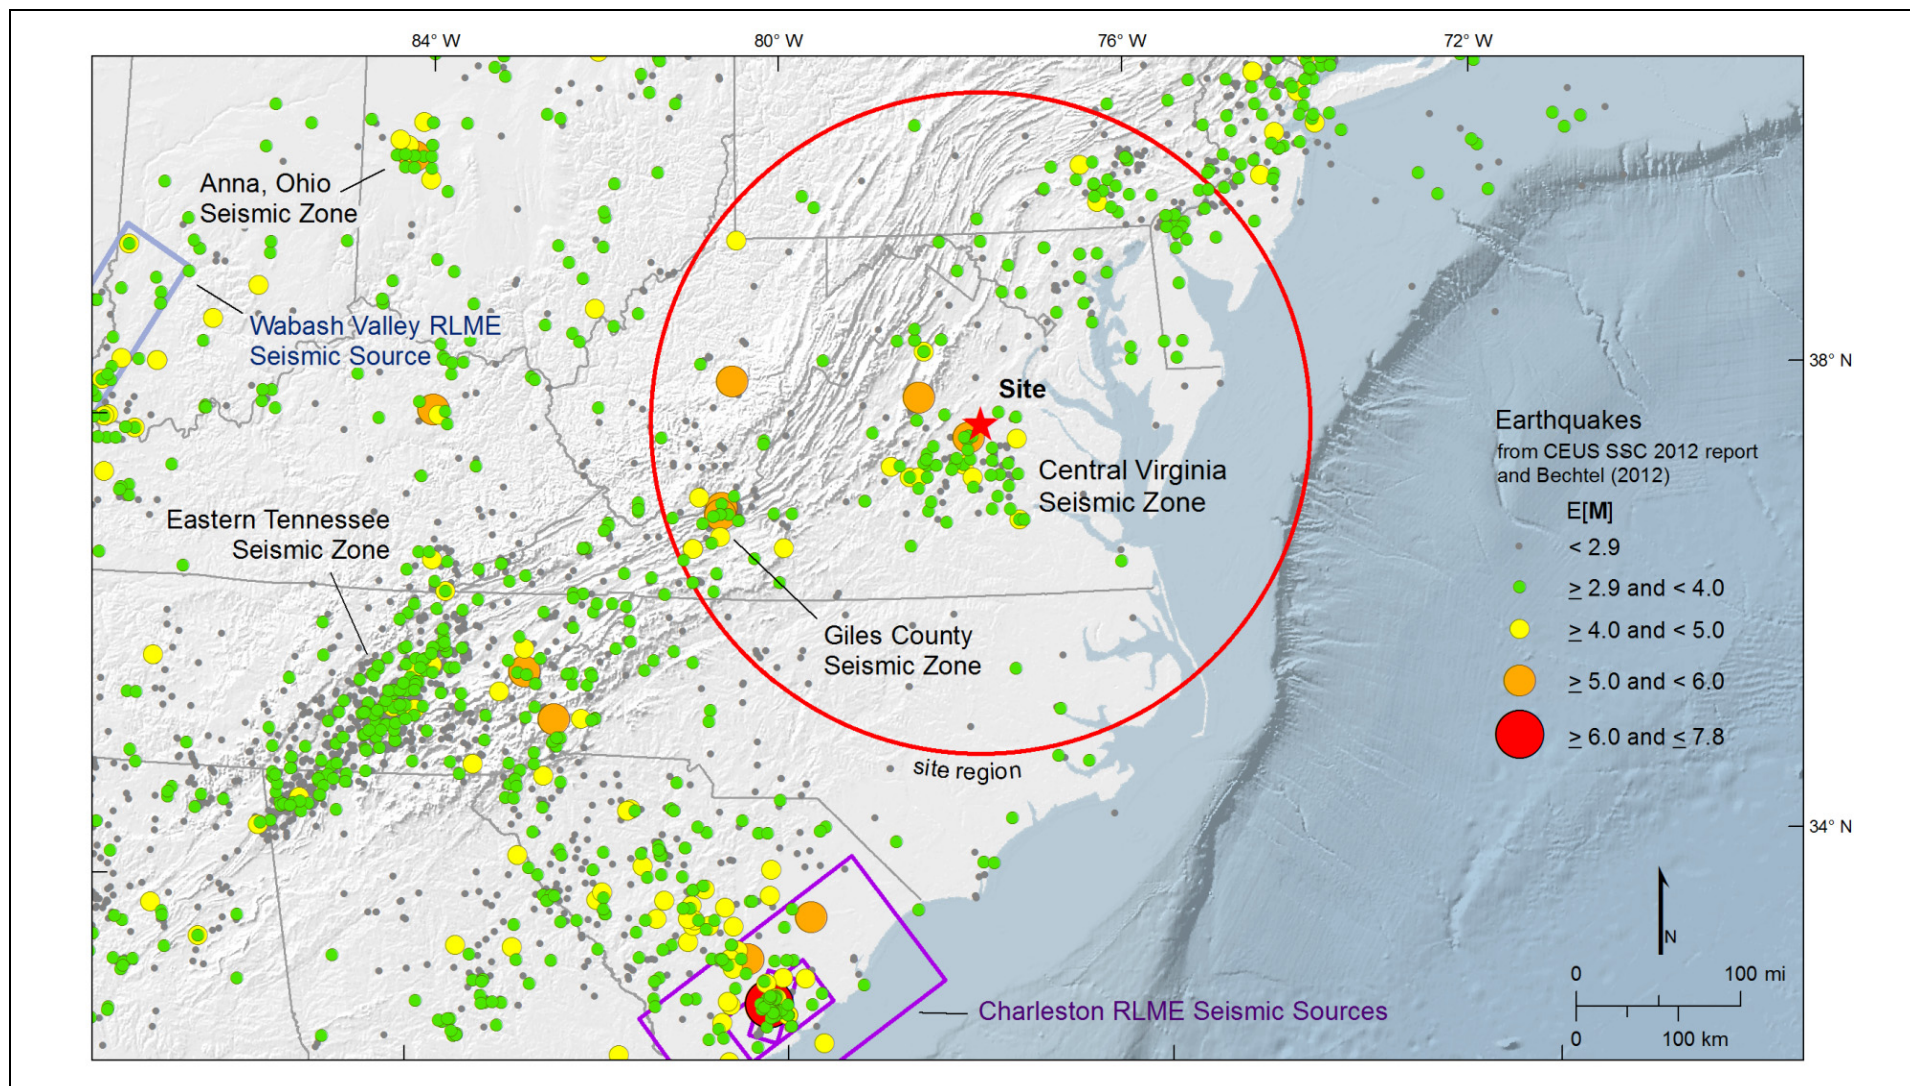 84° W
80° W
76° W
72° W
Anna, Ohio
Seismic Zone
Wabash Valley RLME
Seismic Source
38° N
Site
Earthquakes
from CEUS SSC 2012 report
and Bechtel (2012)
E[M]
< 2.9
≥ 2.9 and < 4.0
≥ 4.0 and < 5.0
≥ 5.0 and < 6.0
≥ 6.0 and ≤ 7.8
Central Virginia
Seismic Zone
Eastern Tennessee
Seismic Zone
Giles County
Seismic Zone
site region
34° N
N
0 100 mi
0 100 km
Charleston RLME Seismic Sources